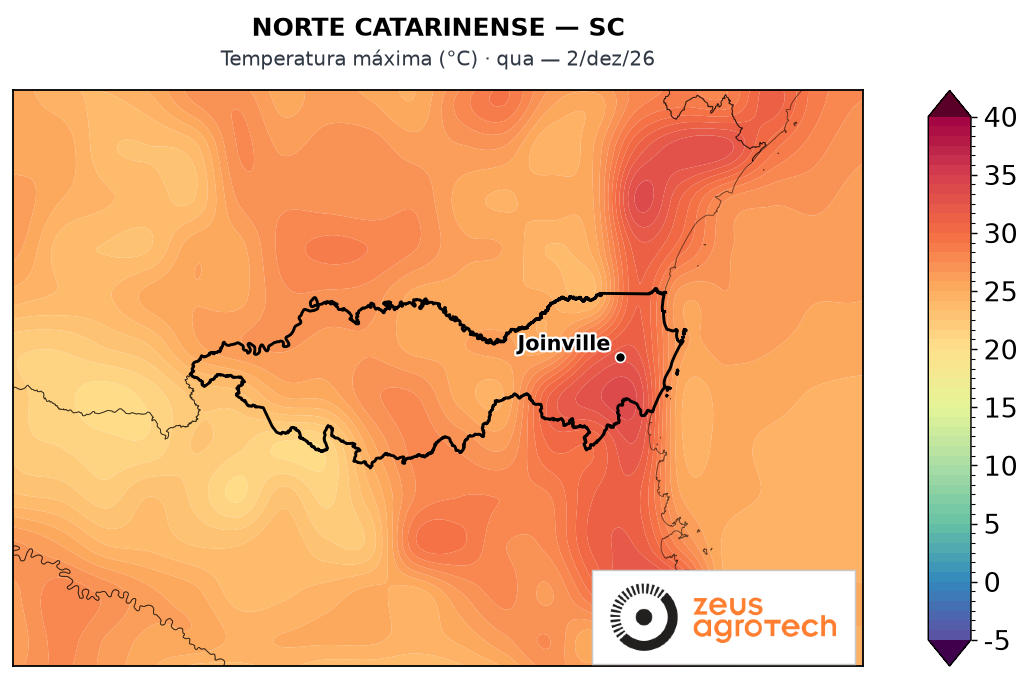 NORTE CATARINENSE — SC
Temperatura máxima (°C) · qua — 2/dez/26
Joinville
40
35
30
25
20
15
10
5
0
-5
zeus
agrotech